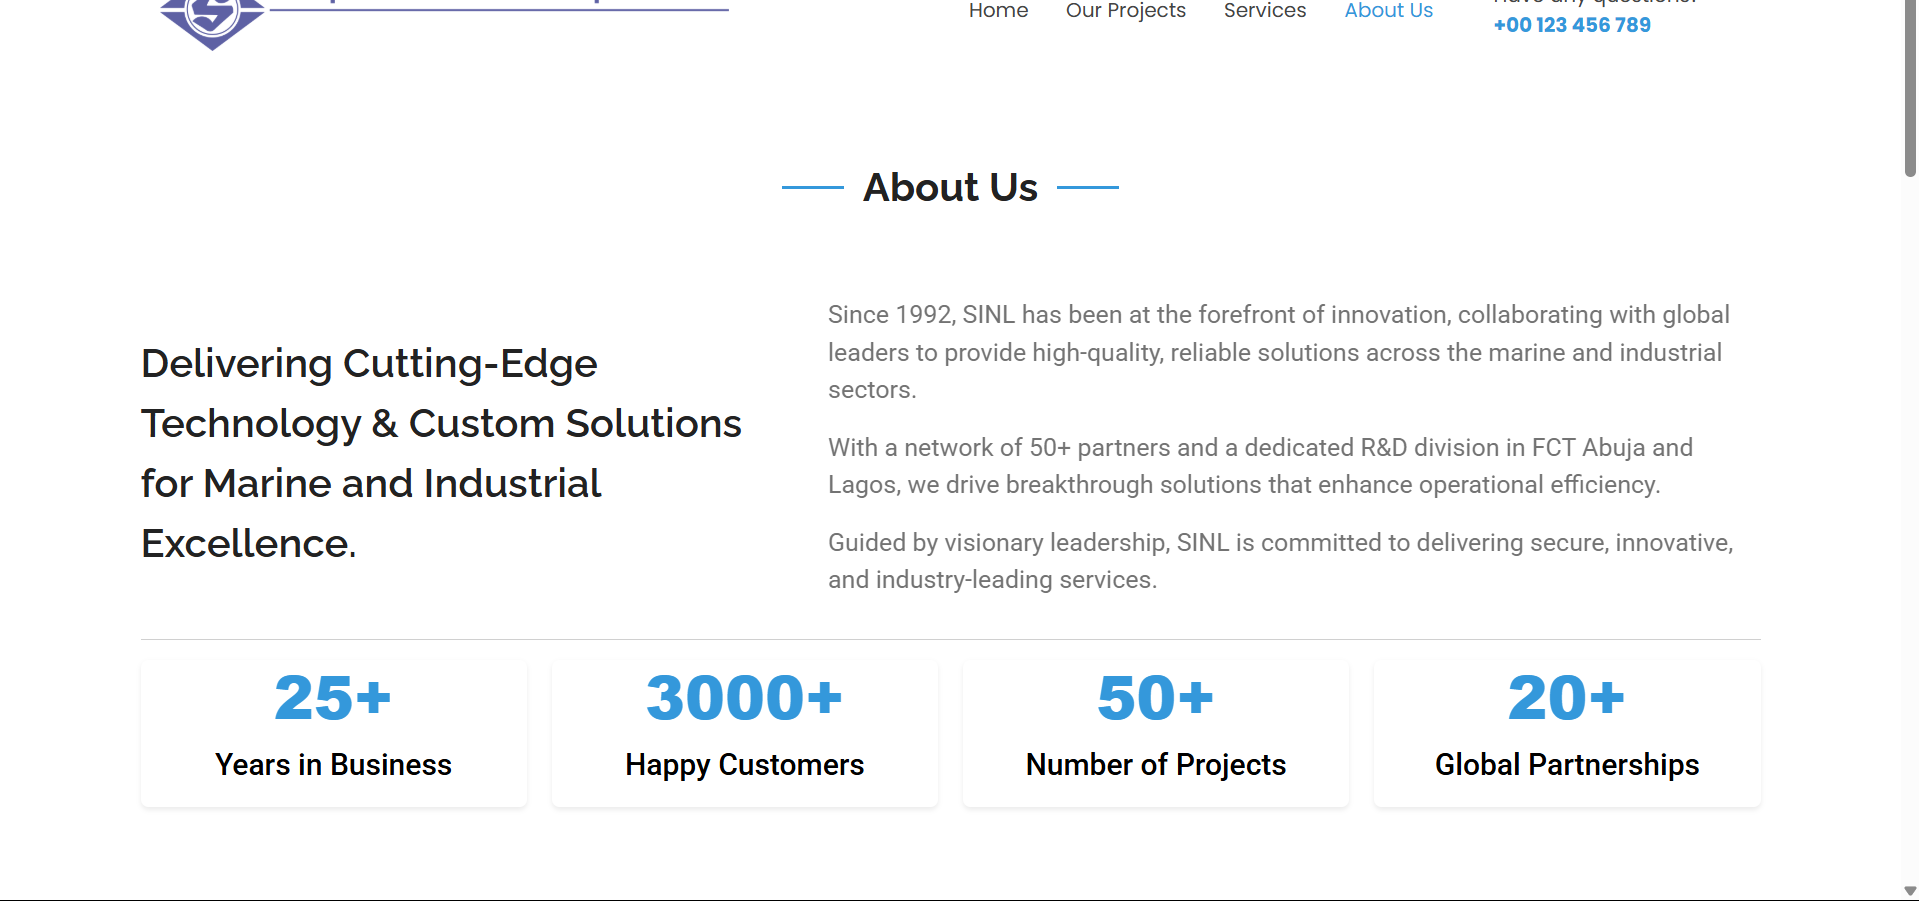 Home Our Projects Services About Us
+00 123 456 789
About Us
Delivering Cutting-Edge
Technology & Custom Solutions
for Marine and Industrial
Excellence.
Since 1992, SINL has been at the forefront of innovation, collaborating with global
leaders to provide high-quality, reliable solutions across the marine and industrial
sectors.
With a network of 50+ partners and a dedicated R&D division in FCT Abuja and
Lagos, we drive breakthrough solutions that enhance operational efficiency.
Guided by visionary leadership, SINL is committed to delivering secure, innovative,
and industry-leading services.
25+
Years in Business
3000+
Happy Customers
50+
Number of Projects
20+
Global Partnerships